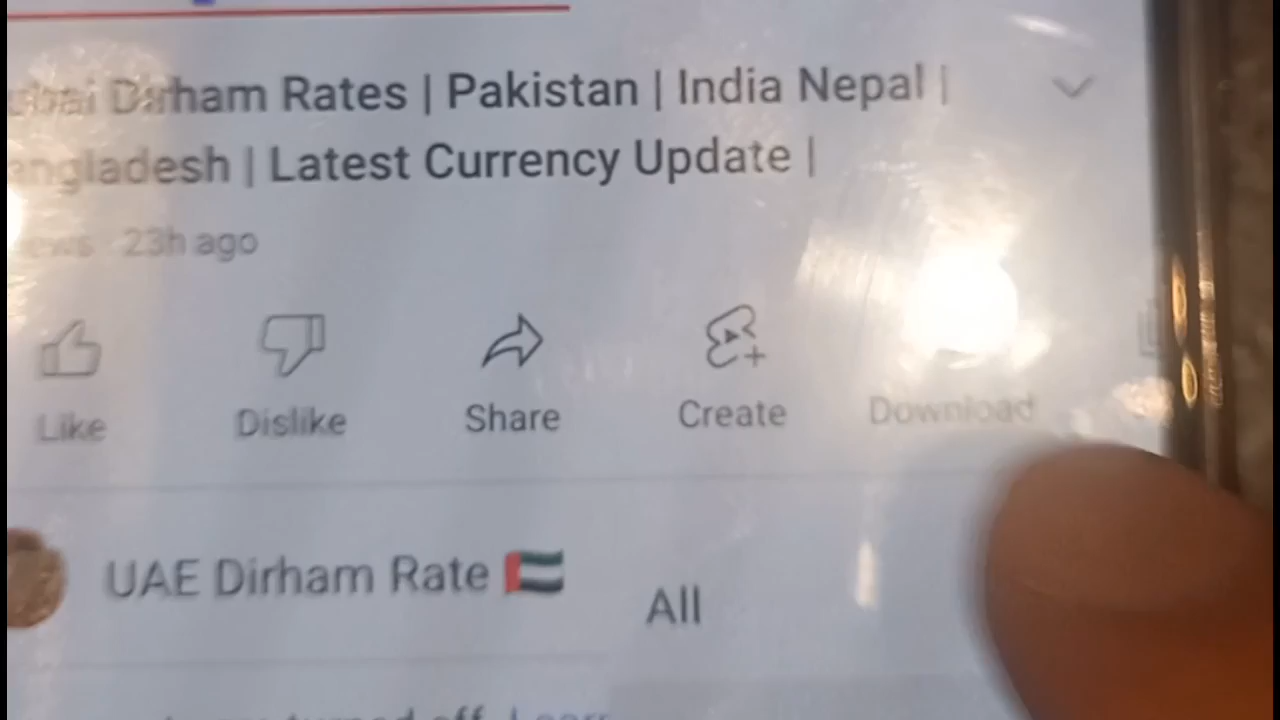 Dirham Rates | Pakistan | India Nepal |
| Latest Currency Update |
23h ago
Like Dislike Share Create Download
UAE Dirham Rate 🇦🇪
All